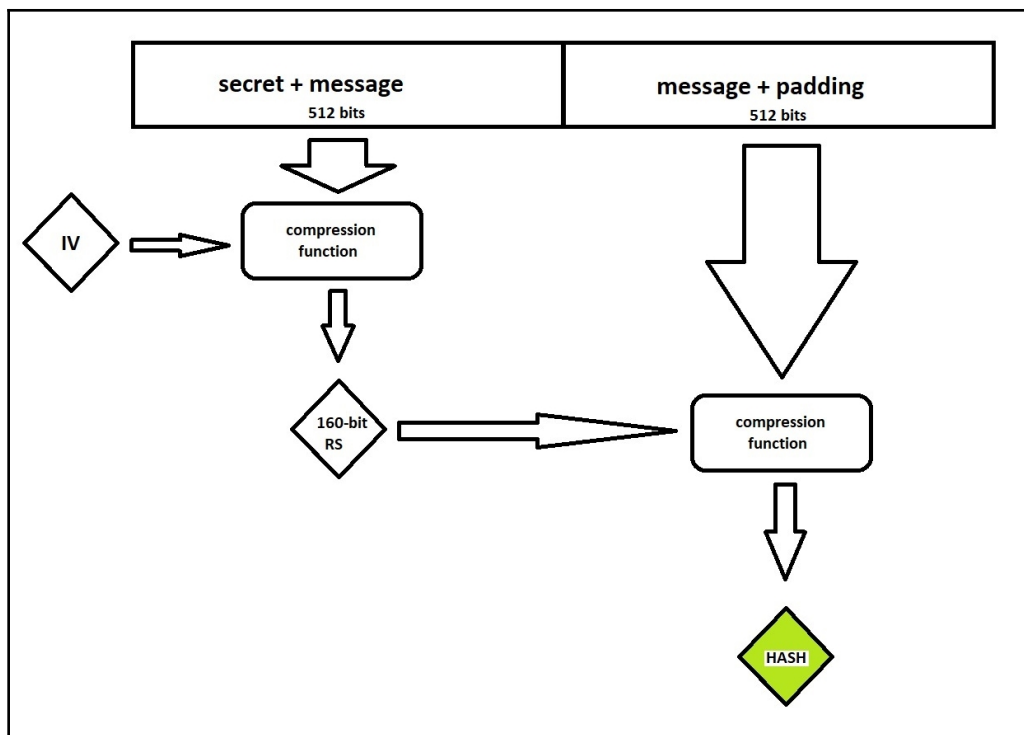 secret + message
512 bits
message + padding
512 bits
IV
compression
function
160-bit
RS
compression
function
HASH